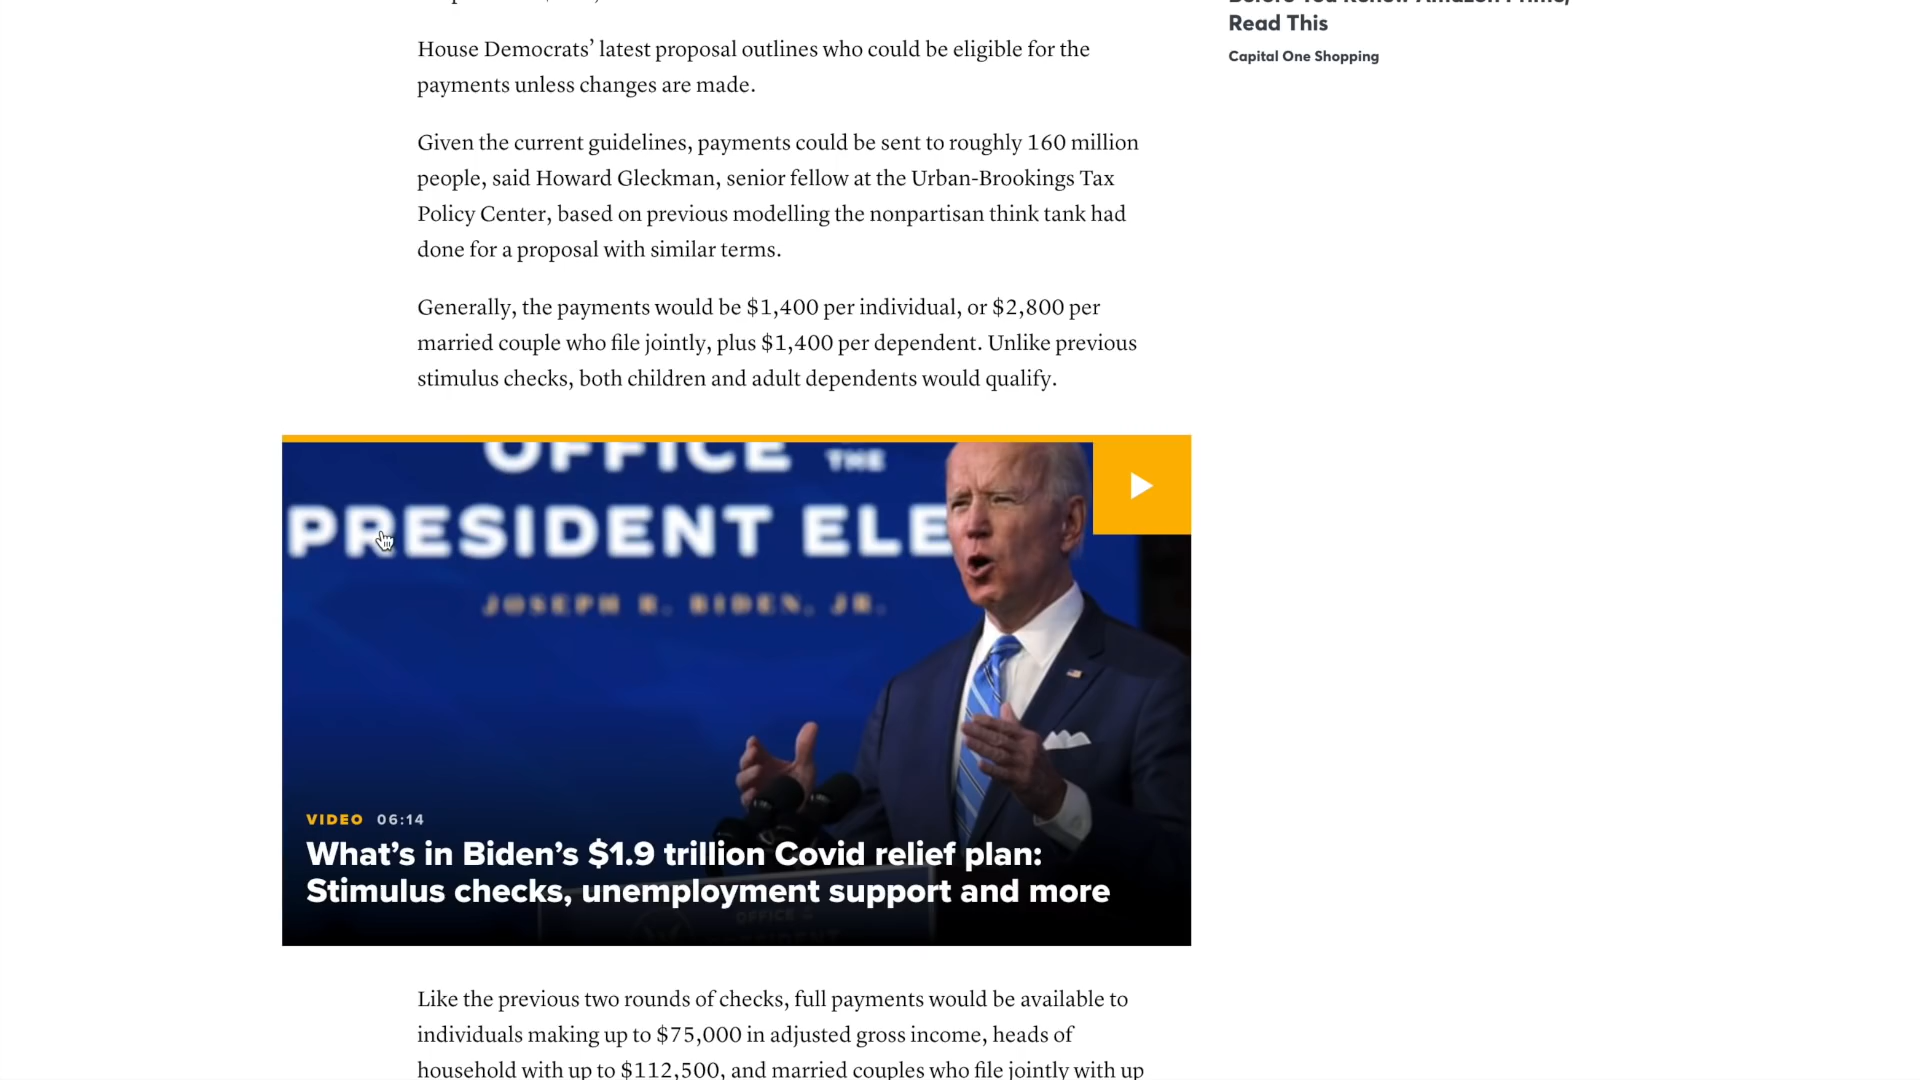 Read This
Capital One Shopping
House Democrats’ latest proposal outlines who could be eligible for the
payments unless changes are made.
Given the current guidelines, payments could be sent to roughly 160 million
people, said Howard Gleckman, senior fellow at the Urban-Brookings Tax
Policy Center, based on previous modelling the nonpartisan think tank had
done for a proposal with similar terms.
Generally, the payments would be $1,400 per individual, or $2,800 per
married couple who file jointly, plus $1,400 per dependent. Unlike previous
stimulus checks, both children and adult dependents would qualify.
OFFICE THE
PRESIDENT ELE
JOSEPH R. BIDEN, JR.
VIDEO 06:14
What’s in Biden’s $1.9 trillion Covid relief plan:
Stimulus checks, unemployment support and more
Like the previous two rounds of checks, full payments would be available to
individuals making up to $75,000 in adjusted gross income, heads of
household with up to $112,500, and married couples who file jointly with up